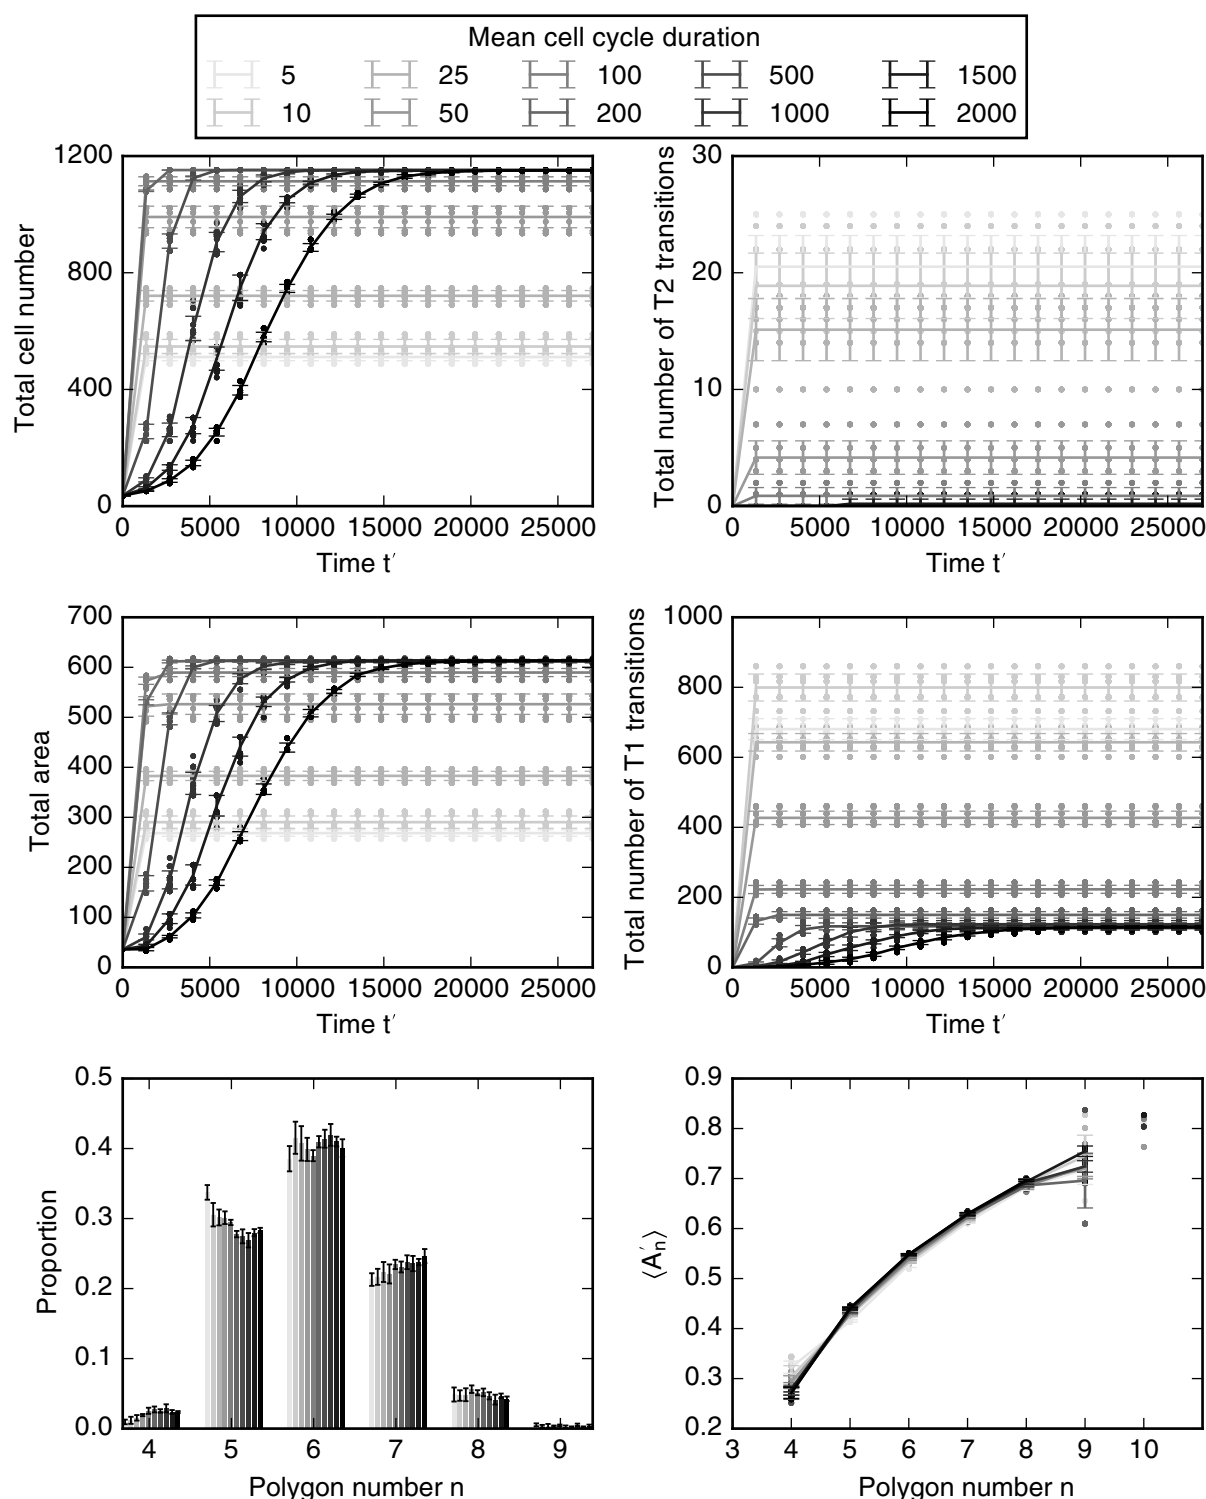 Mean cell cycle duration
5 25 100 500 1500
10 50 200 1000 2000
Total cell number
1200
800
400
0
0 5000 10000 15000 20000 25000
Time t′
Total number of T2 transitions
30
20
10
0
0 5000 10000 15000 20000 25000
Time t′
Total area
700
600
500
400
300
200
100
0
0 5000 10000 15000 20000 25000
Time t′
Total number of T1 transitions
1000
800
600
400
200
0
0 5000 10000 15000 20000 25000
Time t′
Proportion
0.5
0.4
0.3
0.2
0.1
0.0
4 5 6 7 8 9
Polygon number n
⟨A′n⟩
0.9
0.8
0.7
0.6
0.5
0.4
0.3
0.2
3 4 5 6 7 8 9 10
Polygon number n